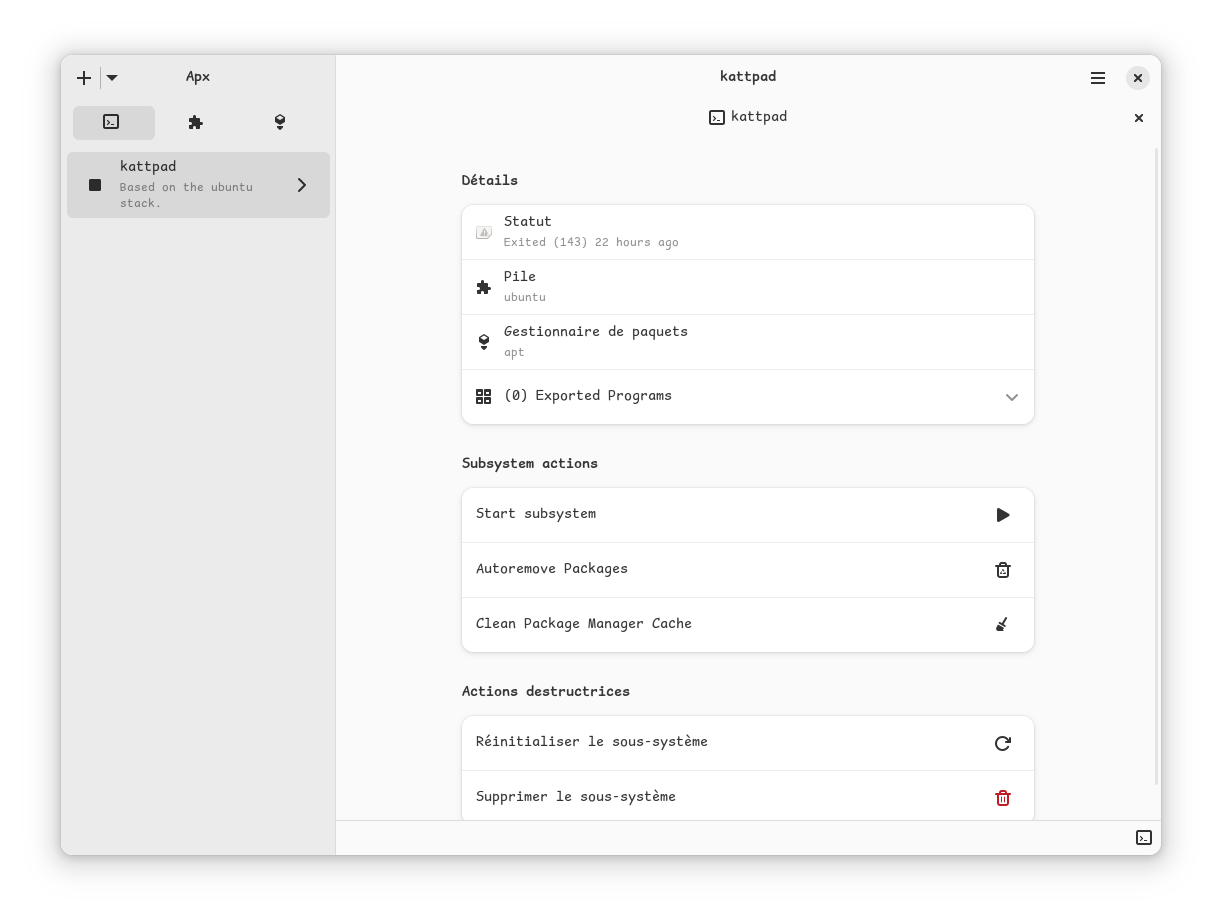 Apx
kattpad
kattpad
kattpad
Based on the ubuntu
stack.
Détails
Statut
Exited (143) 22 hours ago
Pile
ubuntu
Gestionnaire de paquets
apt
(0) Exported Programs
Subsystem actions
Start subsystem
Autoremove Packages
Clean Package Manager Cache
Actions destructrices
Réinitialiser le sous-système
Supprimer le sous-système